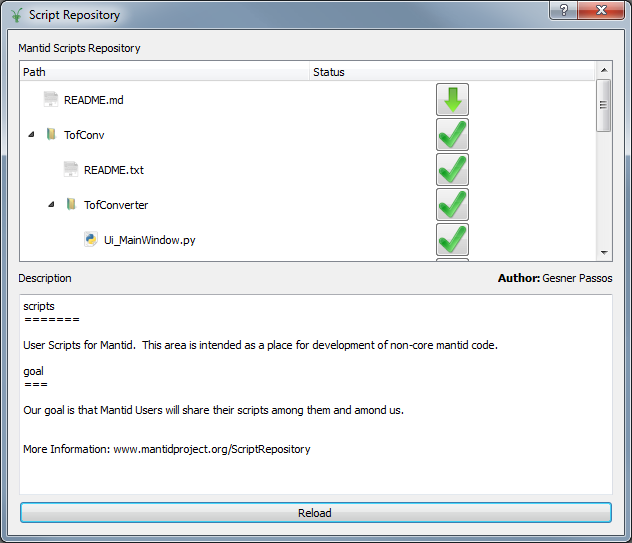 Script Repository
?
Mantid Scripts Repository
Path Status
README.md
TofConv
README.txt
TofConverter
Ui_MainWindow.py
Description Author: Gesner Passos
scripts
=======
User Scripts for Mantid.  This area is intended as a place for development of non-core mantid code.
goal
===
Our goal is that Mantid Users will share their scripts among them and amond us.
More Information: www.mantidproject.org/ScriptRepository
Reload